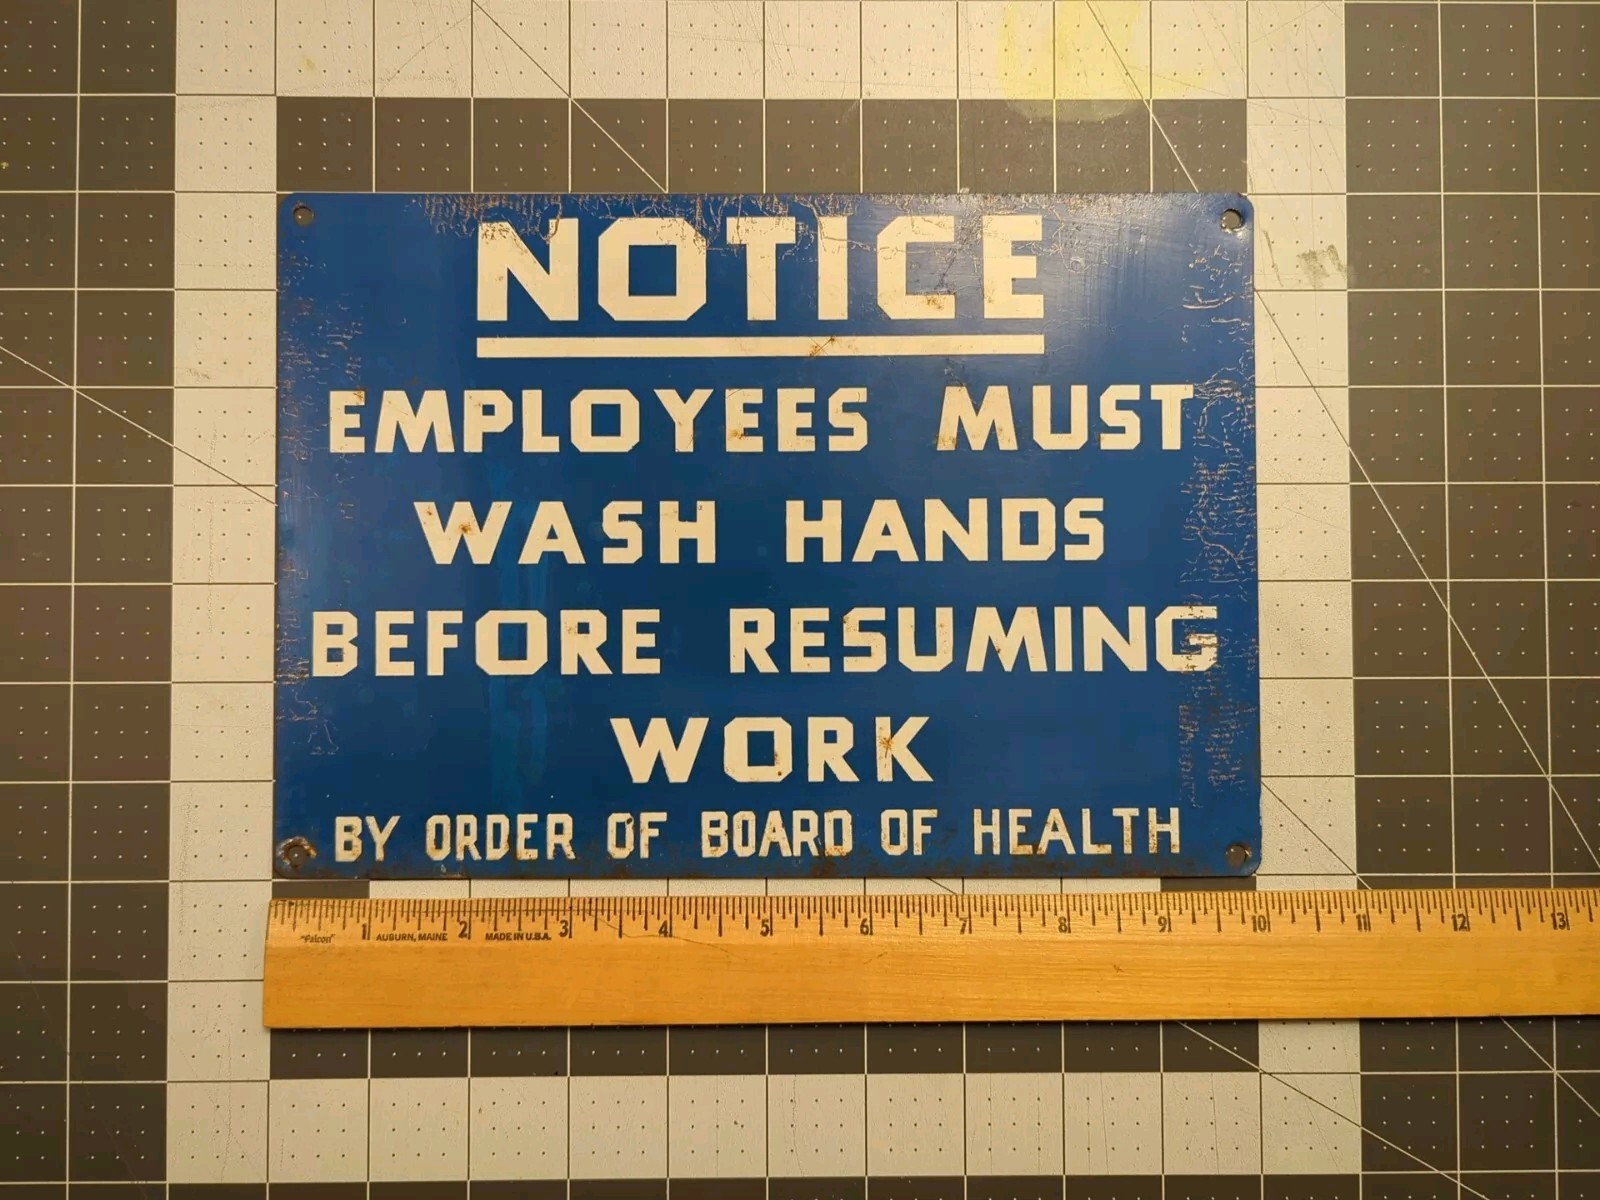 NOTICE
EMPLOYEES MUST
WASH HANDS
BEFORE RESUMING
WORK
BY ORDER OF BOARD OF HEALTH
1 2 3 4 5 6 7 8 9 10 11 12 13
"Falcon" AUBURN, MAINE MADE IN U.S.A.